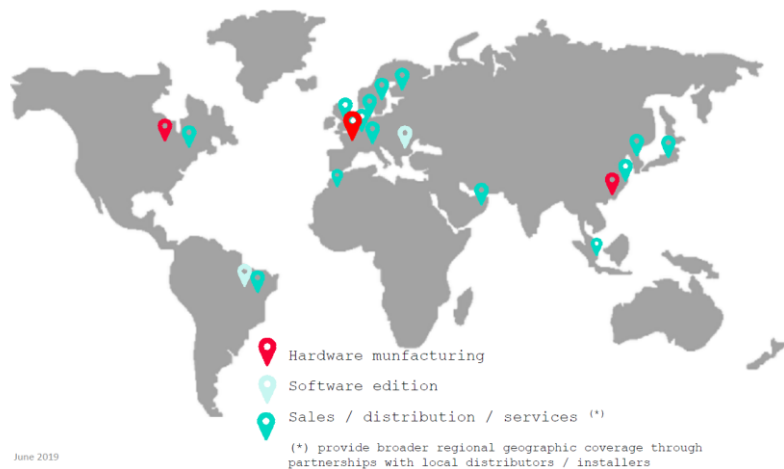 Hardware munfacturing
Software edition
Sales / distribution / services (*)
(*) provide broader regional geographic coverage through
partnerships with local distributors / installers
June 2019